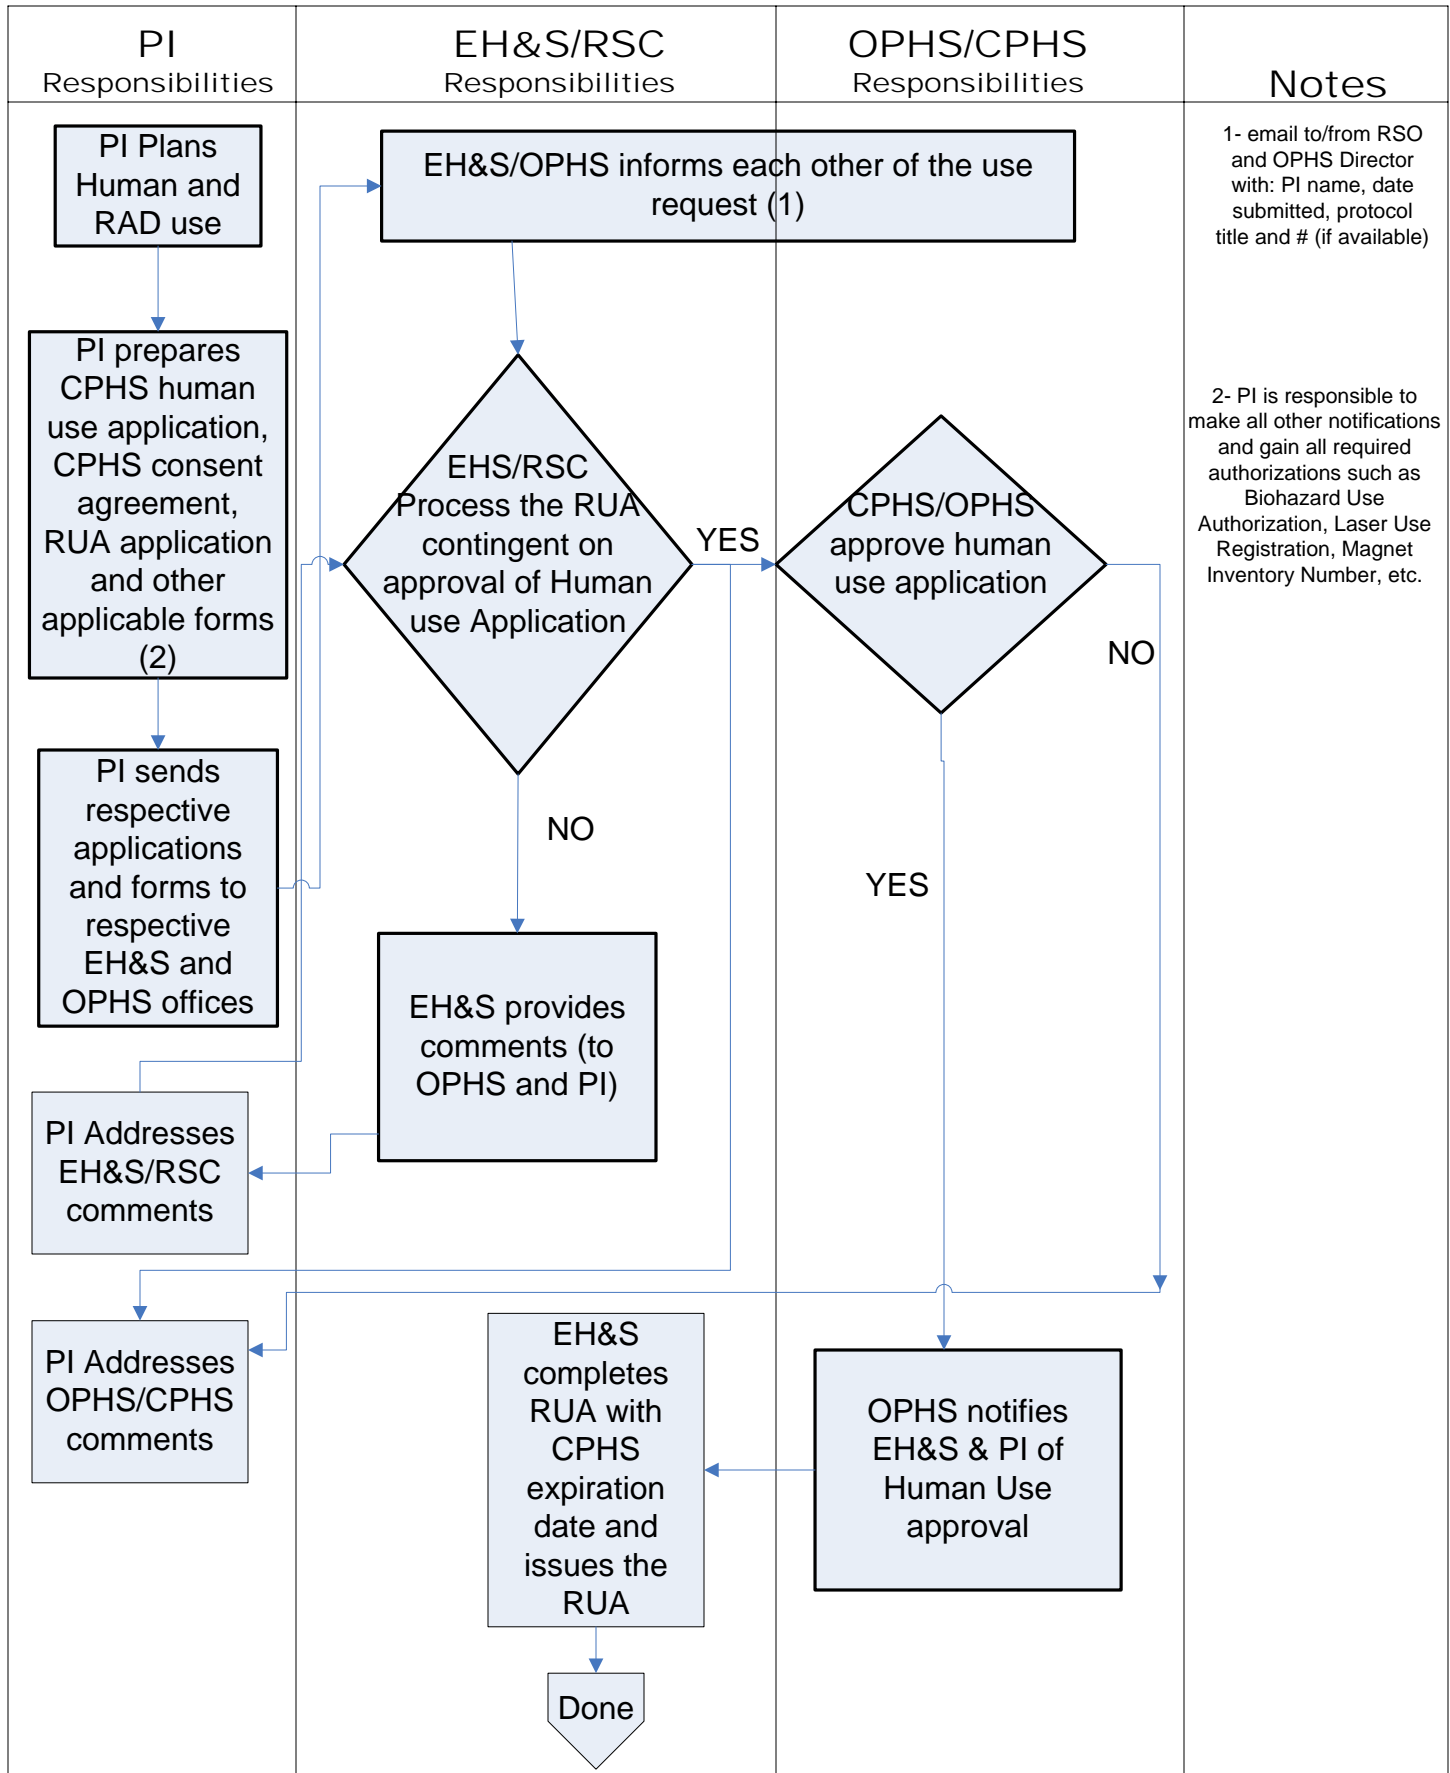 PI
Responsibilities
EH&S/RSC
Responsibilities
OPHS/CPHS
Responsibilities
Notes
PI Plans
Human and
RAD use
EH&S/OPHS informs each other of the use
request (1)
1- email to/from RSO
and OPHS Director
with: PI name, date
submitted, protocol
title and # (if available)
PI prepares
CPHS human
use application,
CPHS consent
agreement,
RUA application
and other
applicable forms
(2)
EHS/RSC
Process the RUA
contingent on
approval of Human
use Application
YES
CPHS/OPHS
approve human
use application
NO
2- PI is responsible to
make all other notifications
and gain all required
authorizations such as
Biohazard Use
Authorization, Laser Use
Registration, Magnet
Inventory Number, etc.
PI sends
respective
applications
and forms to
respective
EH&S and
OPHS offices
NO
YES
EH&S provides
comments (to
OPHS and PI)
PI Addresses
EH&S/RSC
comments
PI Addresses
OPHS/CPHS
comments
EH&S
completes
RUA with
CPHS
expiration
date and
issues the
RUA
OPHS notifies
EH&S & PI of
Human Use
approval
Done